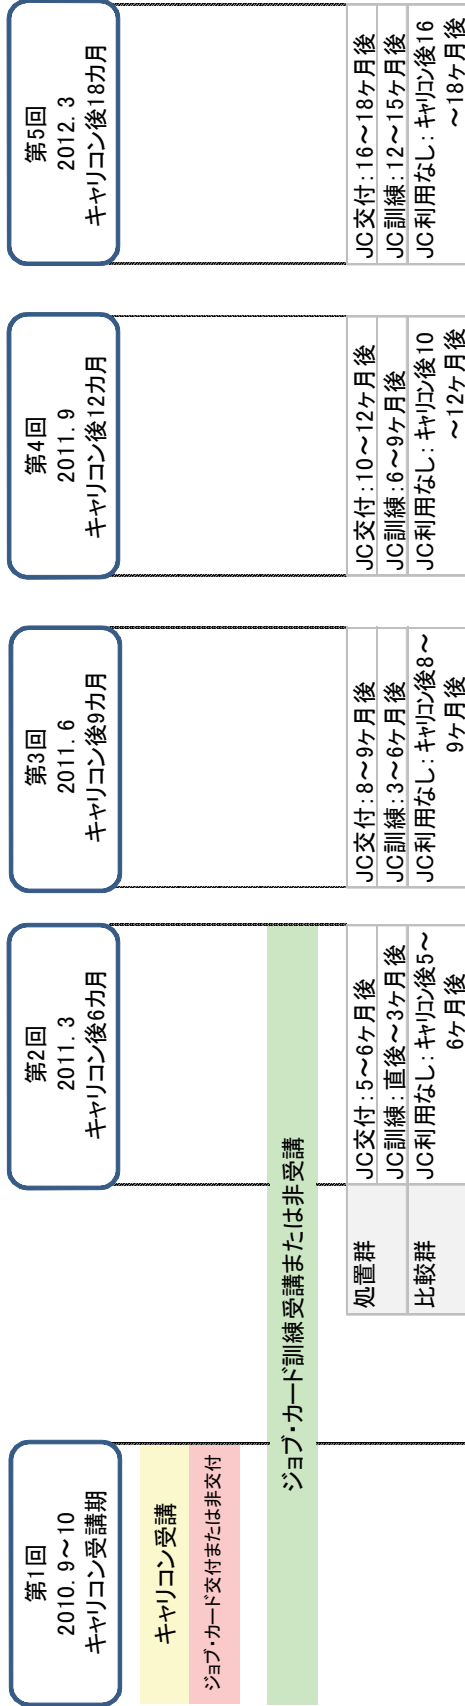 第1回
2010. 9～10
キャリコン受講期
第2回
2011. 3
キャリコン後6カ月
第3回
2011. 6
キャリコン後9カ月
第4回
2011. 9
キャリコン後12カ月
第5回
2012. 3
キャリコン後18カ月
キャリコン受講
ジョブ・カード交付または非交付
ジョブ・カード訓練受講または非受講
処置群
JC交付：5～6ヶ月後
JC交付：8～9ヶ月後
JC交付：10～12ヶ月後
JC交付：16～18ヶ月後
JC訓練：直後～3ヶ月後
JC訓練：3～6ヶ月後
JC訓練：6～9ヶ月後
JC訓練：12～15ヶ月後
比較群
JC利用なし：キャリコン後5～
6ヶ月後
JC利用なし：キャリコン後8～
9ヶ月後
JC利用なし：キャリコン後10
～12ヶ月後
JC利用なし：キャリコン後16
～18ヶ月後